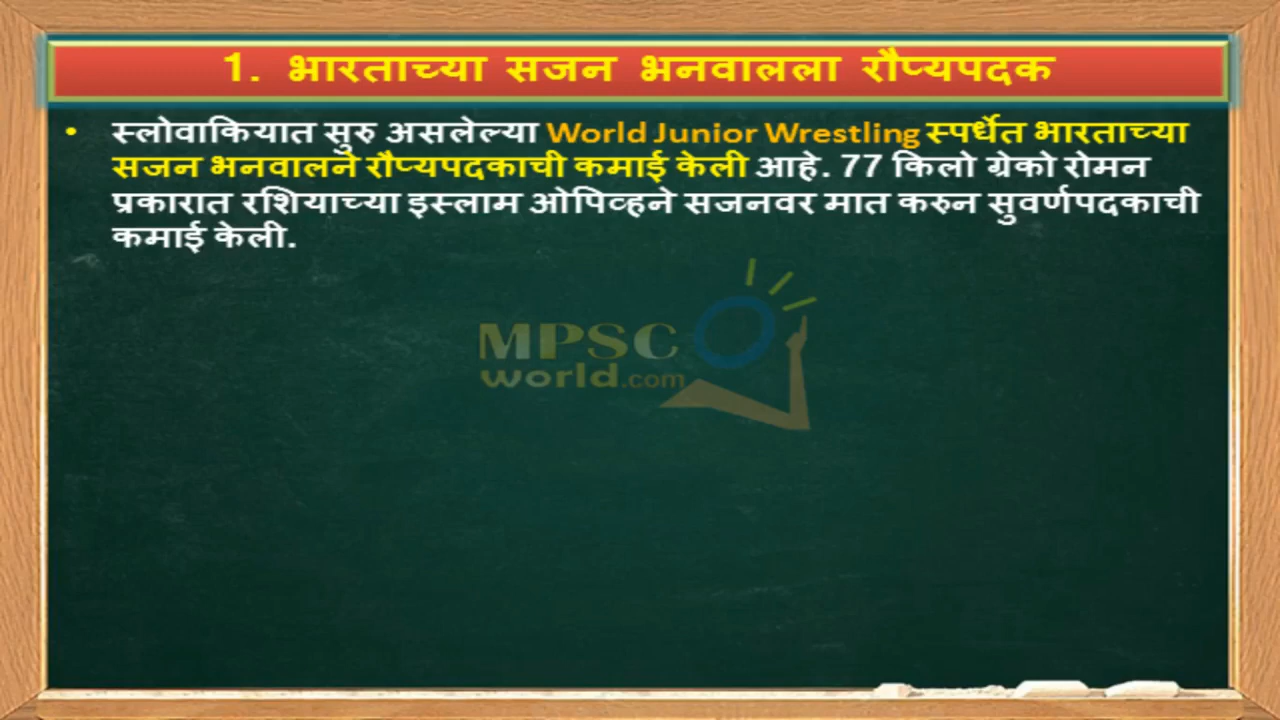 1. भारताच्या सजन भनवालला रौप्यपदक
• स्लोवाकियात सुरु असलेल्या World Junior Wrestling स्पर्धेत भारताच्या
सजन भनवालने रौप्यपदकाची कमाई केली आहे. 77 किलो ग्रेको रोमन
प्रकारात रशियाच्या इस्लाम ओपिव्हने सजनवर मात करुन सुवर्णपदकाची
कमाई केली.
MPSC
world.com